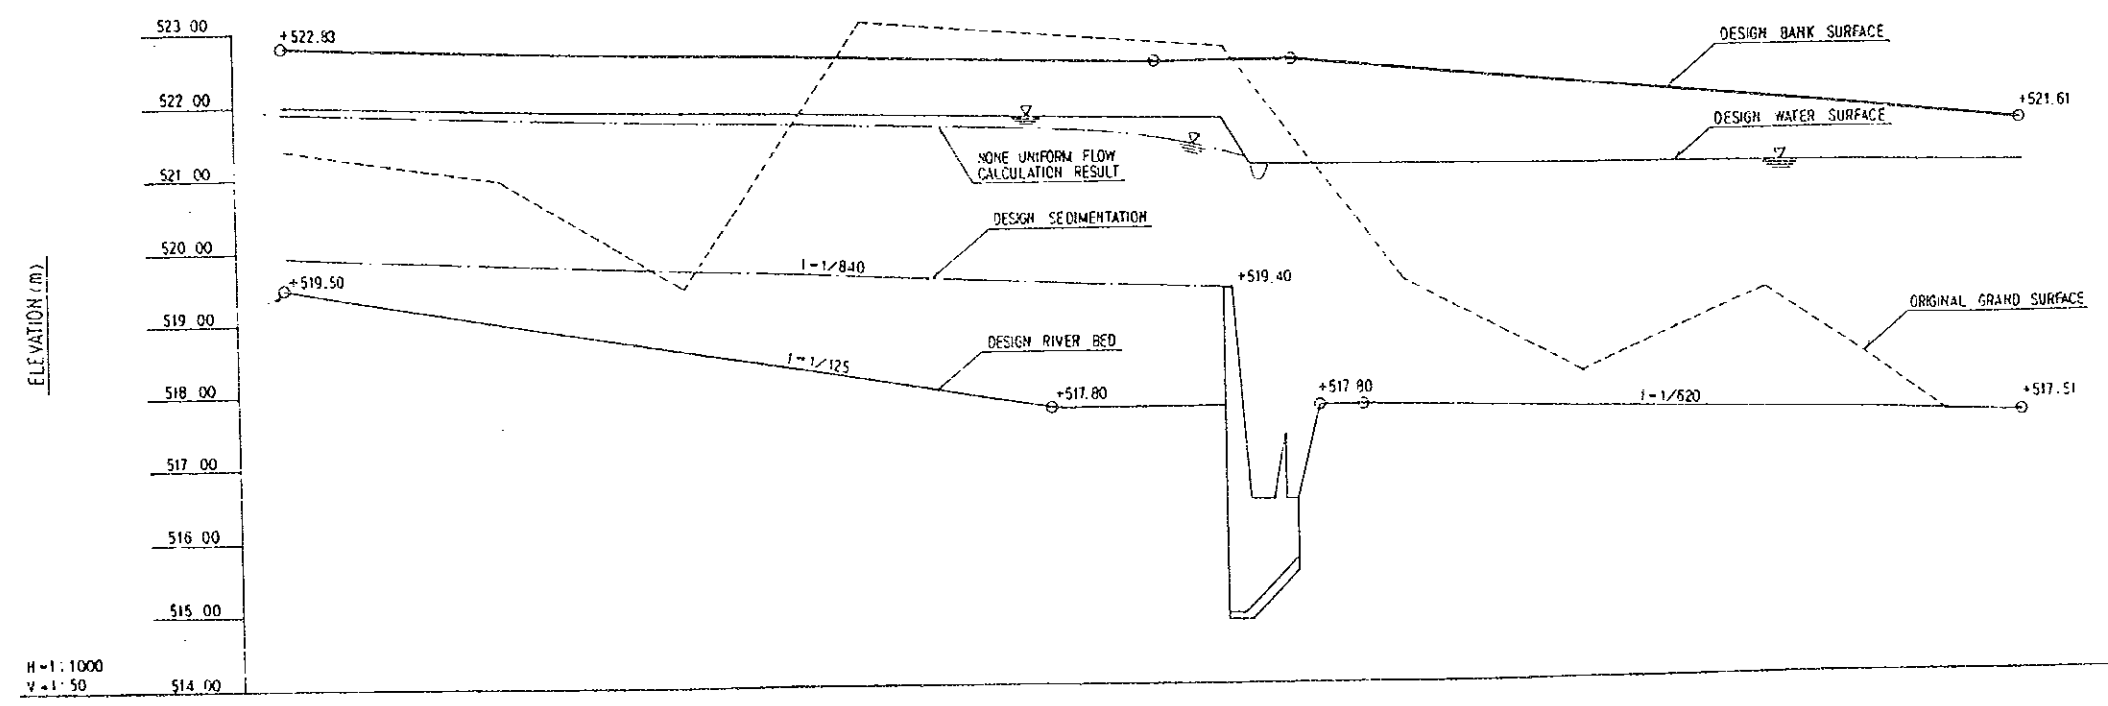 523 00
+522.83
DESIGN BANK SURFACE
522 00
+521.61
DESIGN WATER SURFACE
NONE UNIFORM FLOW
CALCULATION RESULT
521 00
DESIGN SEDIMENTATION
520 00
I=1/840
+519.40
+519.50
ORIGINAL GRAND SURFACE
519 00
ELEVATION (m)
DESIGN RIVER BED
I=1/125
518 00
+517.80
+517.80
I=1/620
+517.51
517 00
516 00
515 00
H=1:1000
V=1:50
514 00